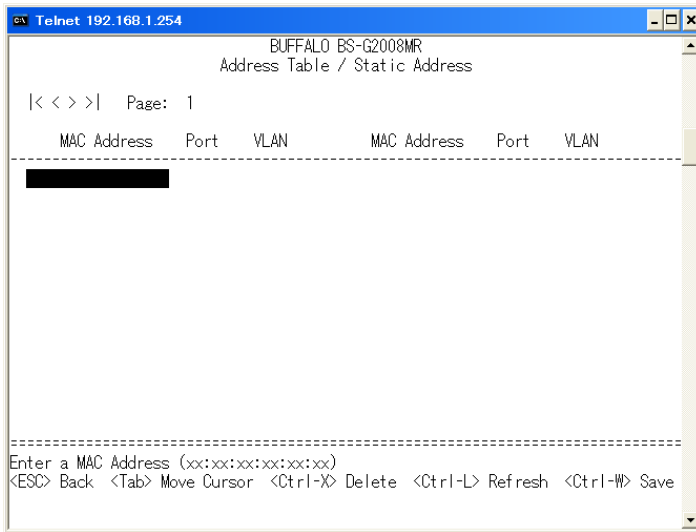 Telnet 192.168.1.254
BUFFALO BS-G2008MR
Address Table / Static Address
|< < > >| Page: 1
MAC Address Port VLAN MAC Address Port VLAN
Enter a MAC Address (xx:xx:xx:xx:xx:xx)
<ESC> Back <Tab> Move Cursor <Ctrl-X> Delete <Ctrl-L> Refresh <Ctrl-W> Save